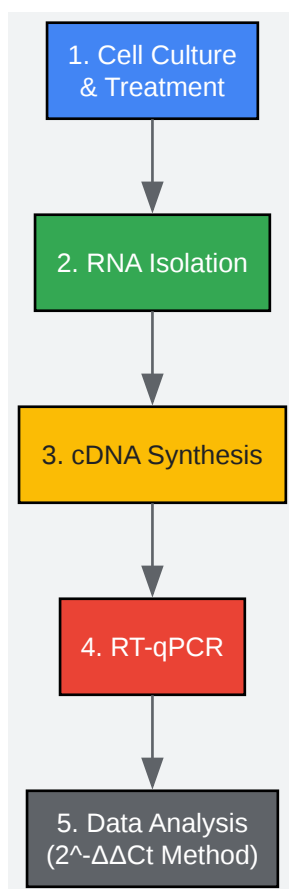 1. Cell Culture
& Treatment
2. RNA Isolation
3. cDNA Synthesis
4. RT-qPCR
5. Data Analysis
(2^-ΔΔCt Method)